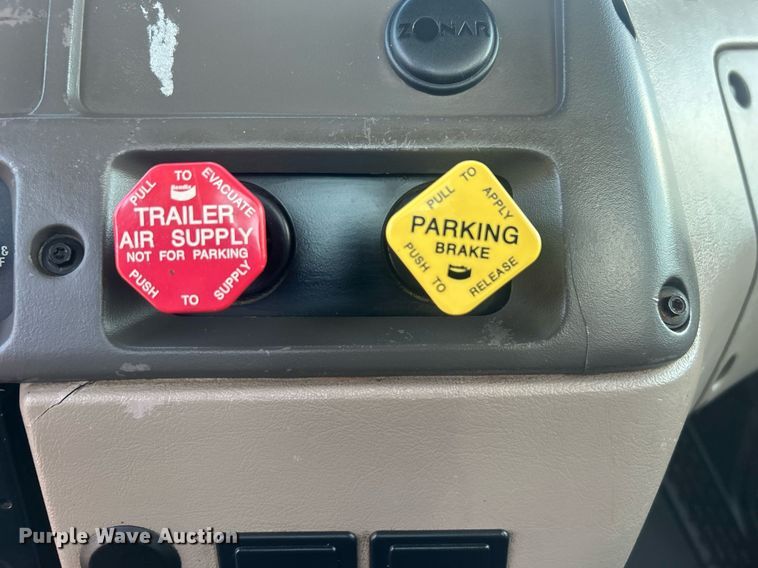 ZONAR
PULL TO EVACUATE
Bendix
TRAILER
AIR SUPPLY
NOT FOR PARKING
PUSH TO SUPPLY
PULL TO APPLY
PARKING
BRAKE
PUSH TO RELEASE
&
F
Purple Wave Auction